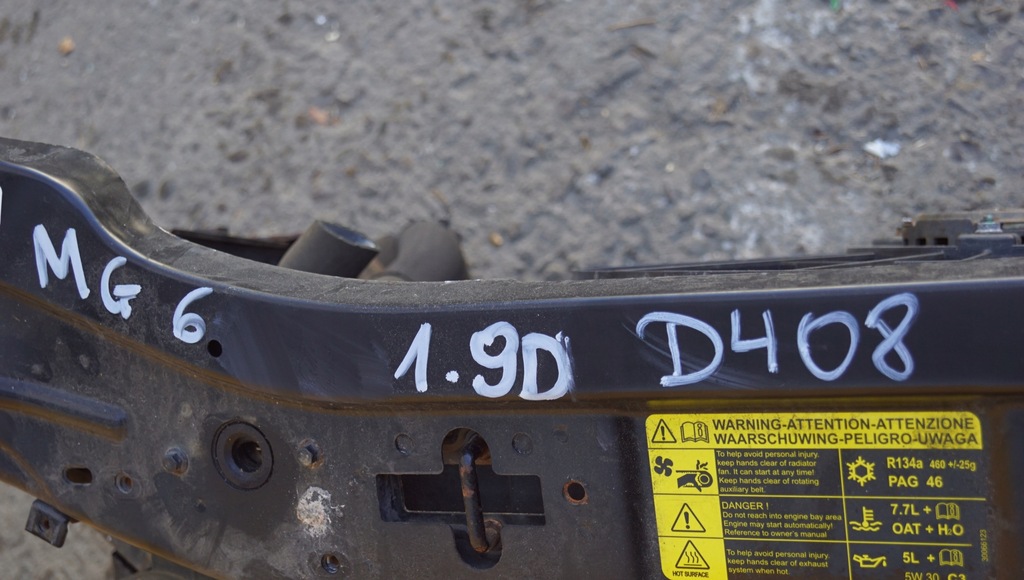 MG 6 1.9D D408
WARNING-ATTENTION-ATTENZIONE
WAARSCHUWING-PELIGRO-UWAGA
To help avoid personal injury.
keep hands clear of radiator
fan. It can start at any time!
Keep hands clear of rotating
auxiliary belt.
R134a 460 +/-25g
PAG 46
DANGER !
Do not reach into engine bay area
Engine may start automatically!
Reference to owner's manual
7.7L +
OAT + H₂O
HOT SURFACE
To help avoid personal injury.
keep hands clear of exhaust
system when hot.
5L +
5W 30